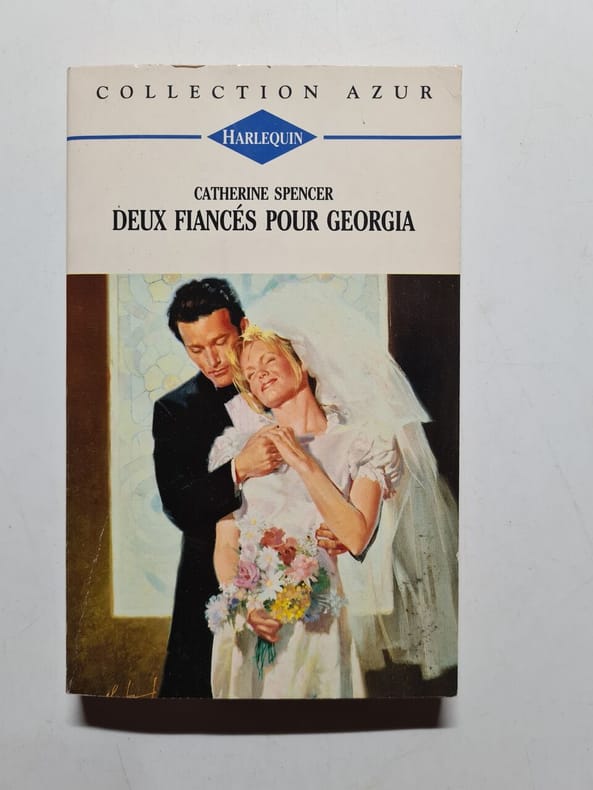 COLLECTION AZUR
HARLEQUIN
CATHERINE SPENCER
DEUX FIANCÉS POUR GEORGIA